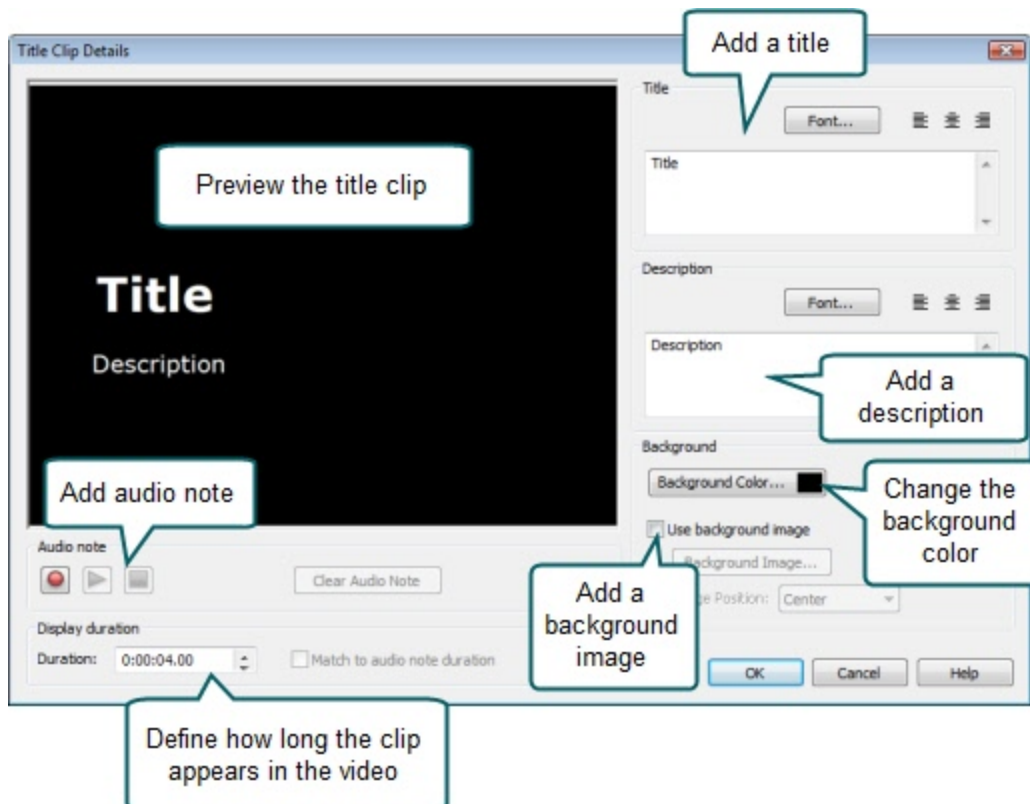 Add a title
Title Clip Details
Title
Font...
Title
Preview the title clip
Title
Description
Description
Font...
Description
Add a
description
Background
Background Color...
Change the
background
color
Use background image
Background Image...
Position: Center
Add a
background
image
Add audio note
Audio note
Clear Audio Note
Display duration
Duration: 0:00:04.00
Match to audio note duration
OK Cancel Help
Define how long the clip
appears in the video